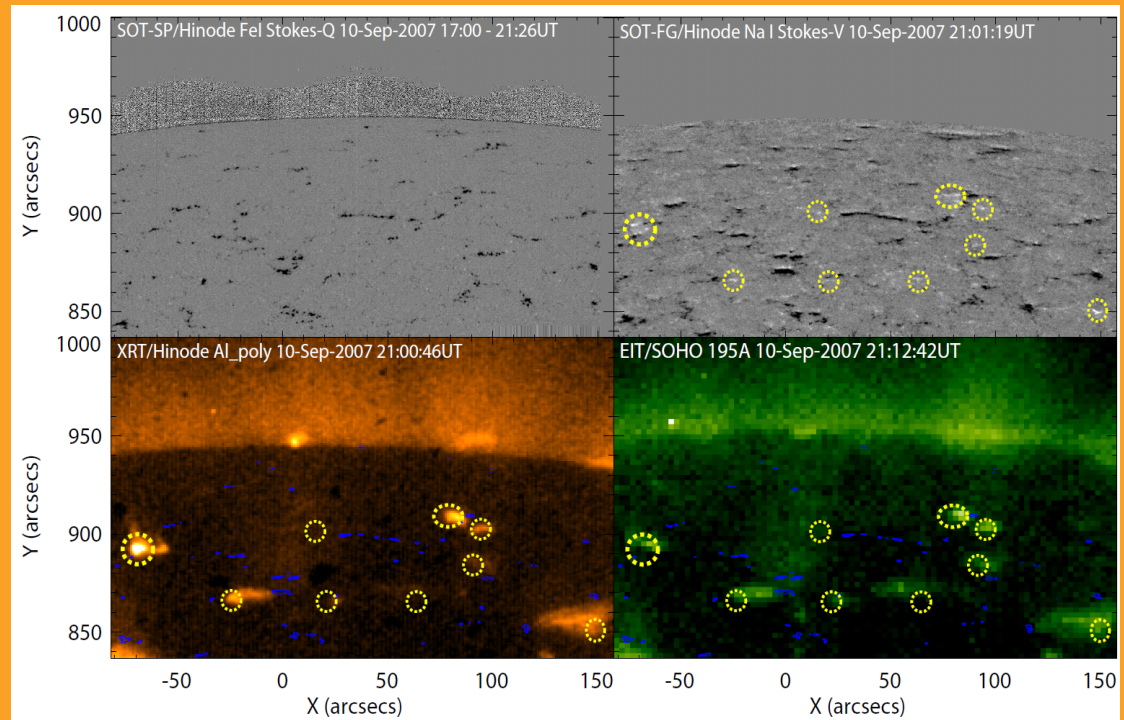 SOT-SP/Hinode FeI Stokes-Q 10-Sep-2007 17:00 - 21:26UT
SOT-FG/Hinode Na I Stokes-V 10-Sep-2007 21:01:19UT
1000
950
900
850
Y (arcsecs)
XRT/Hinode Al_poly 10-Sep-2007 21:00:46UT
EIT/SOHO 195A 10-Sep-2007 21:12:42UT
1000
950
900
850
Y (arcsecs)
-50 0 50 100 150
-50 0 50 100 150
X (arcsecs)
X (arcsecs)